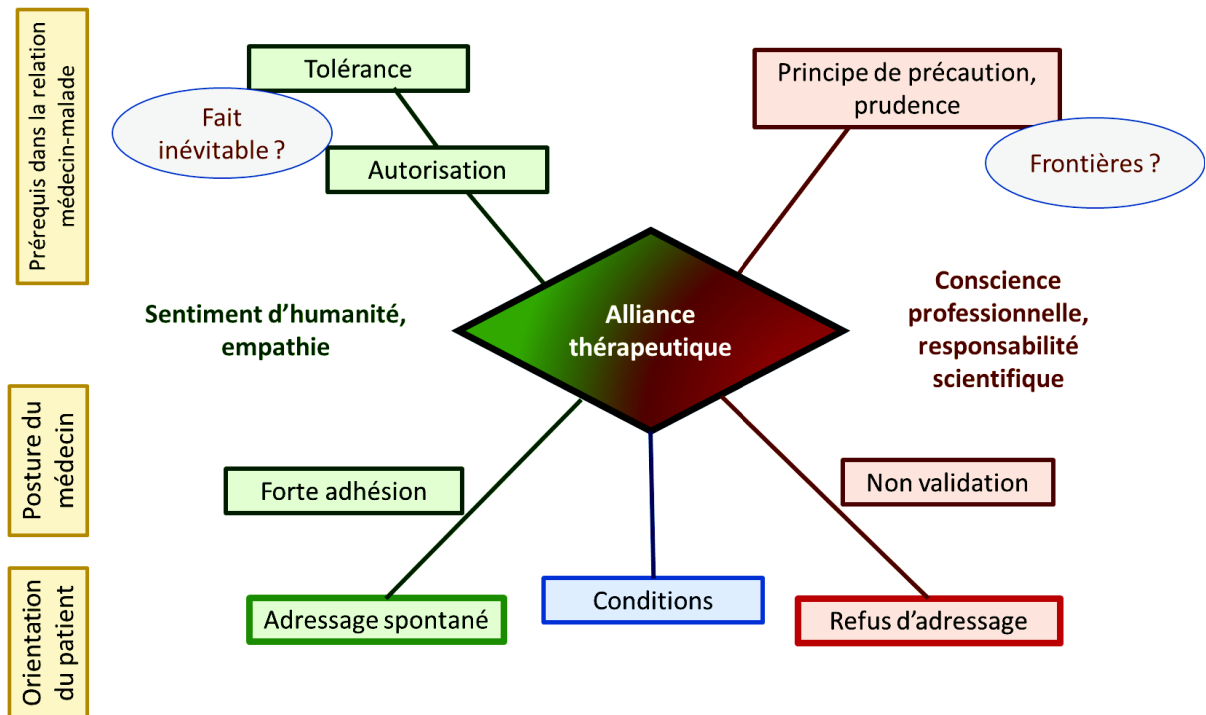 Prérequis dans la relation
médecin-malade
Tolérance
Fait
inévitable ?
Autorisation
Principe de précaution,
prudence
Frontières ?
Sentiment d’humanité,
empathie
Alliance
thérapeutique
Conscience
professionnelle,
responsabilité
scientifique
Posture du
médecin
Forte adhésion
Non validation
Orientation
du patient
Adressage spontané
Conditions
Refus d’adressage